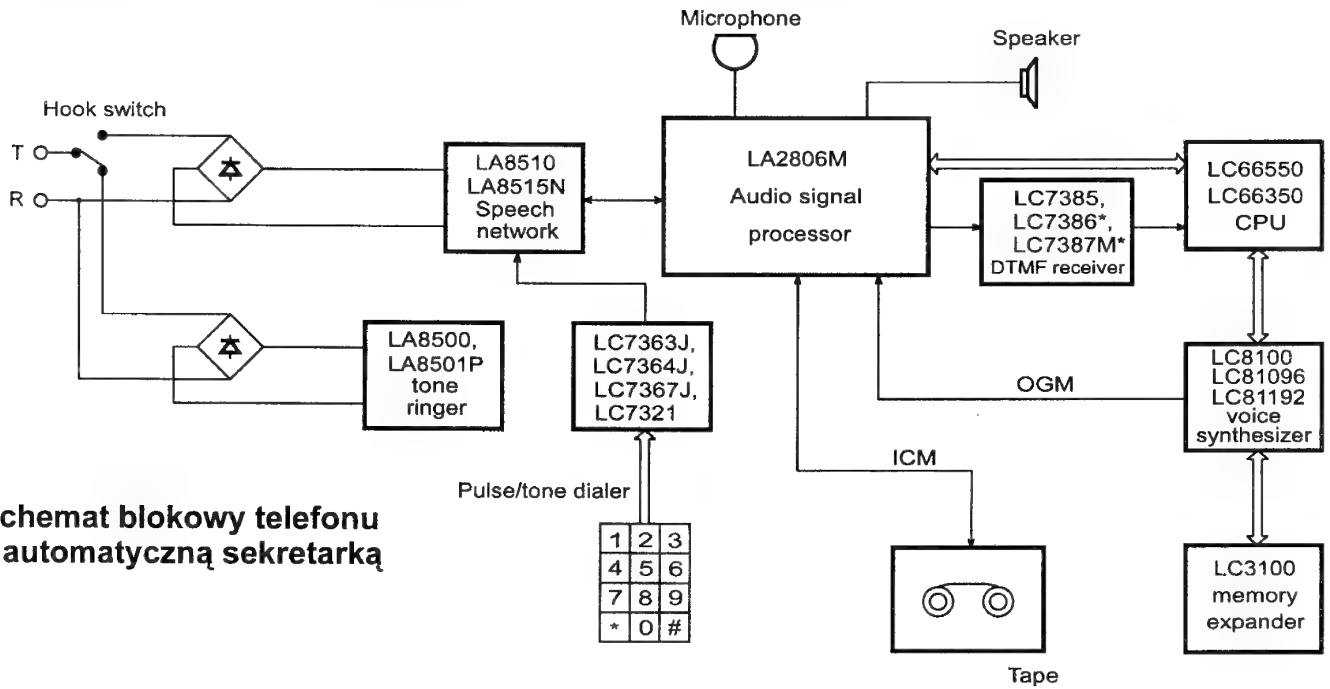 Microphone
Speaker
Hook switch
T
R
LA8510
LA8515N
Speech
network
LA2806M
Audio signal
processor
LC7385,
LC7386*,
LC7387M*
DTMF receiver
LC66550
LC66350
CPU
LA8500,
LA8501P
tone
ringer
LC7363J,
LC7364J,
LC7367J,
LC7321
OGM
LC8100
LC81096
LC81192
voice
synthesizer
ICM
Pulse/tone dialer
1 2 3
4 5 6
7 8 9
* 0 #
LC3100
memory
expander
Tape
chemat blokowy telefonu
automatyczną sekretarką